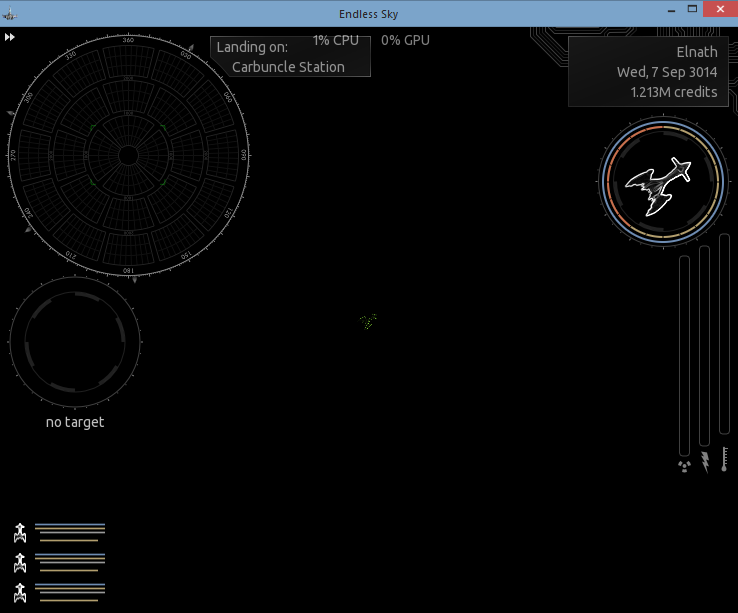 Endless Sky
Landing on:
Carbuncle Station
1% CPU
0% GPU
Elnath
Wed, 7 Sep 3014
1.213M credits
360
030
060
090
120
150
180
210
240
270
300
330
no target